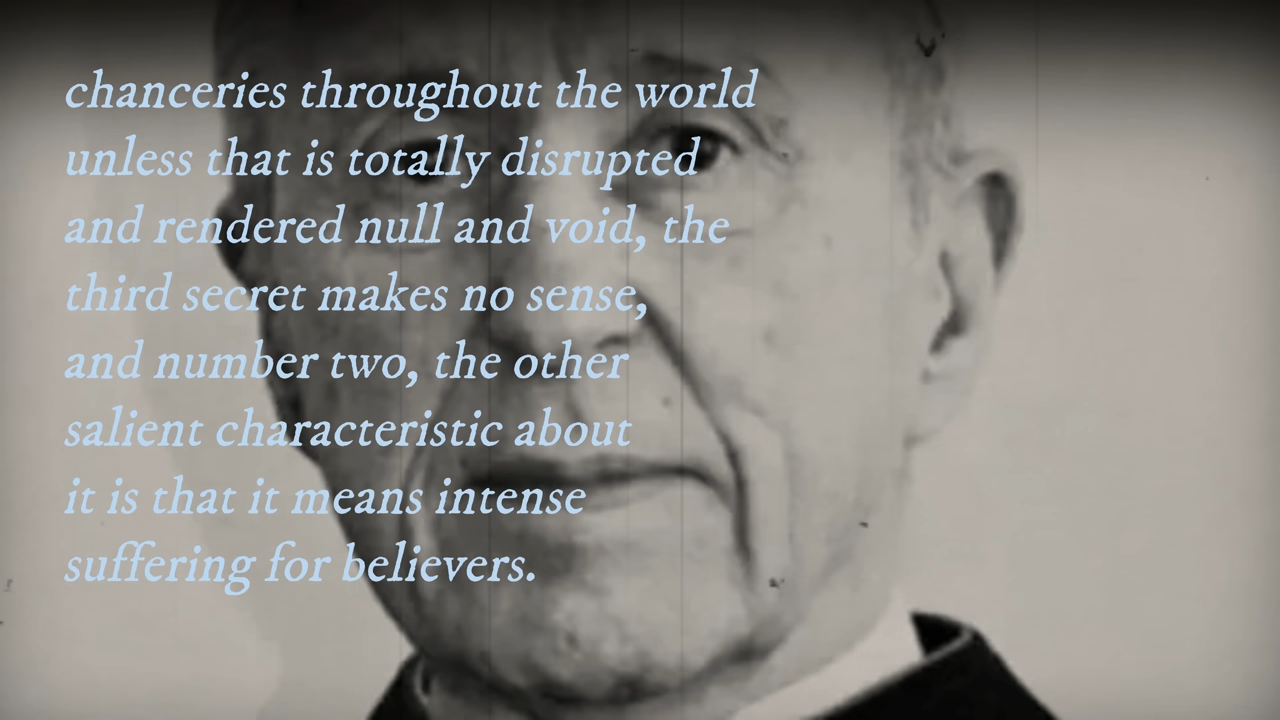 chanceries throughout the world
unless that is totally disrupted
and rendered null and void, the
third secret makes no sense,
and number two, the other
salient characteristic about
it is that it means intense
suffering for believers.